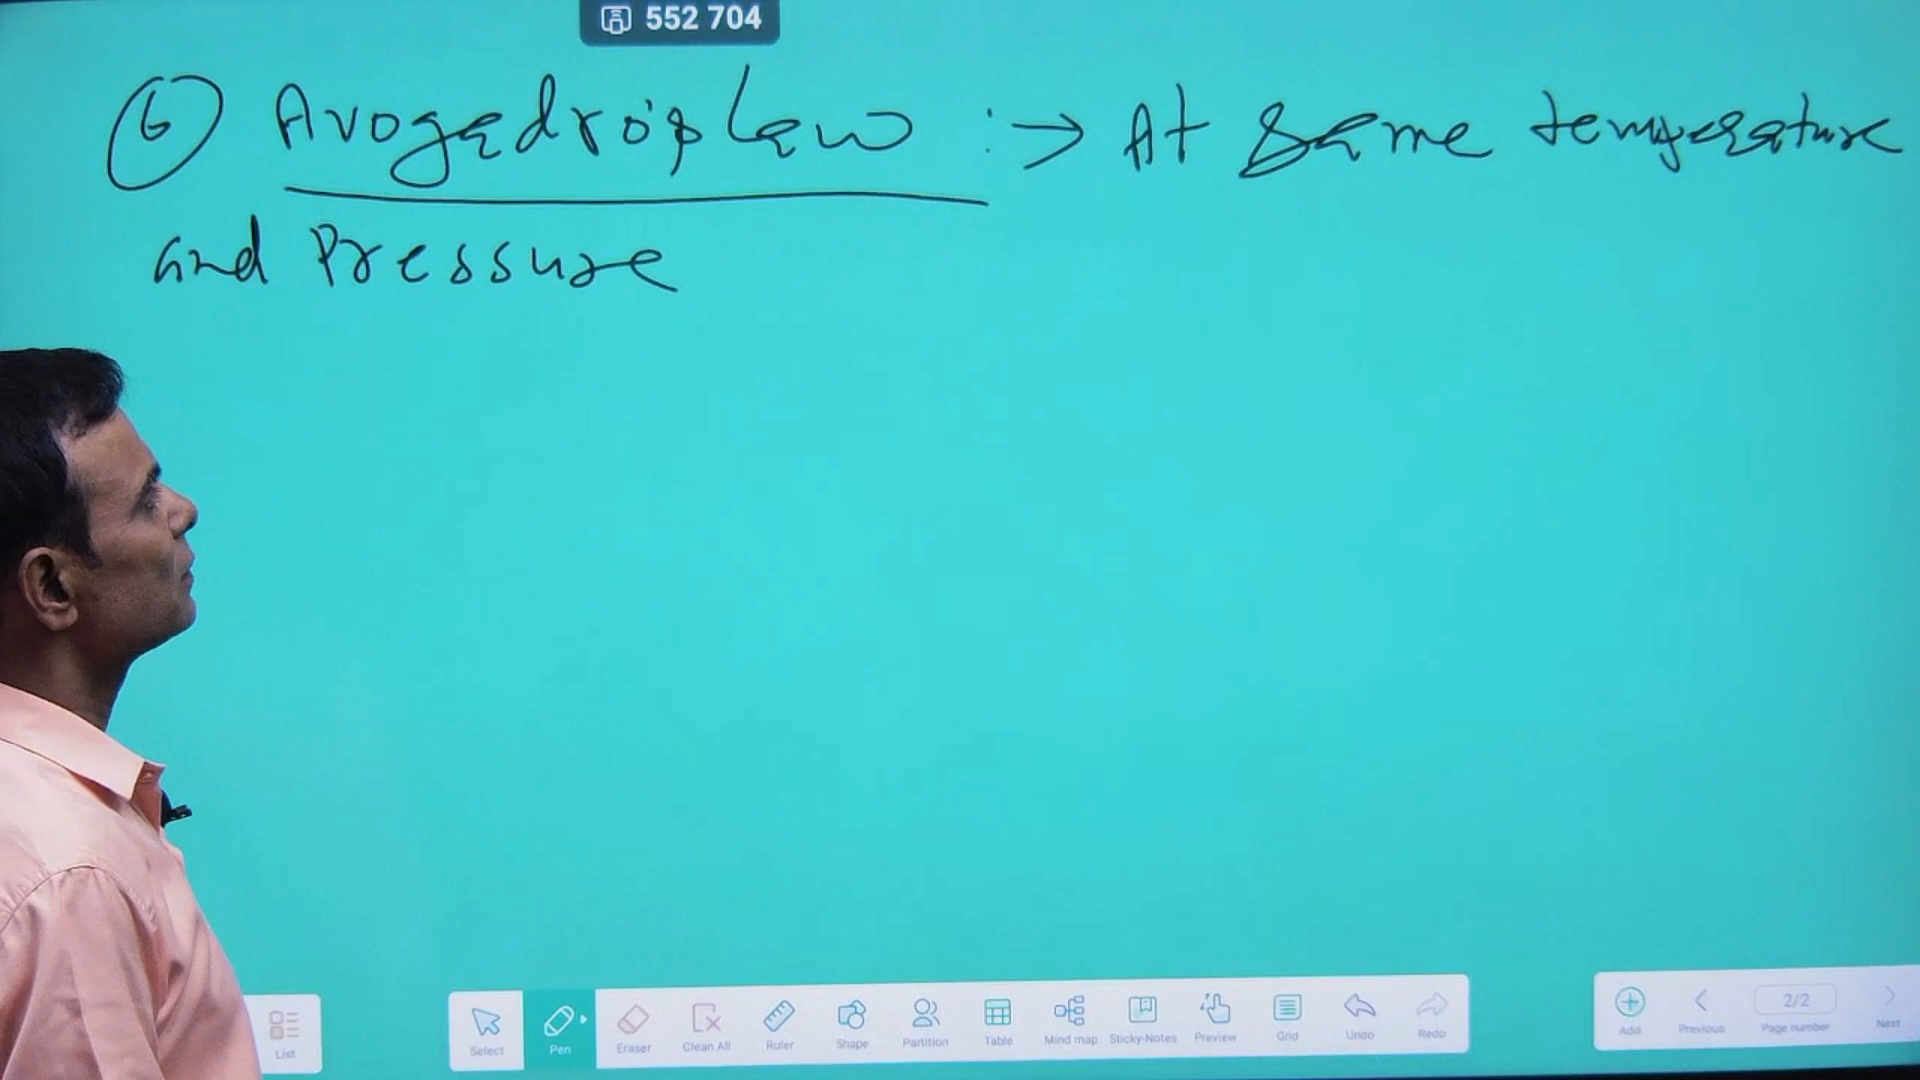 552 704
6 Avogadro's Law :→ At same temperature
and Pressure
List
Select
Pen
Eraser
Clean All
Ruler
Shape
Partition
Table
Mind map
Sticky-Notes
Preview
Grid
Undo
Redo
Add
Previous
2/2
Page number
Next